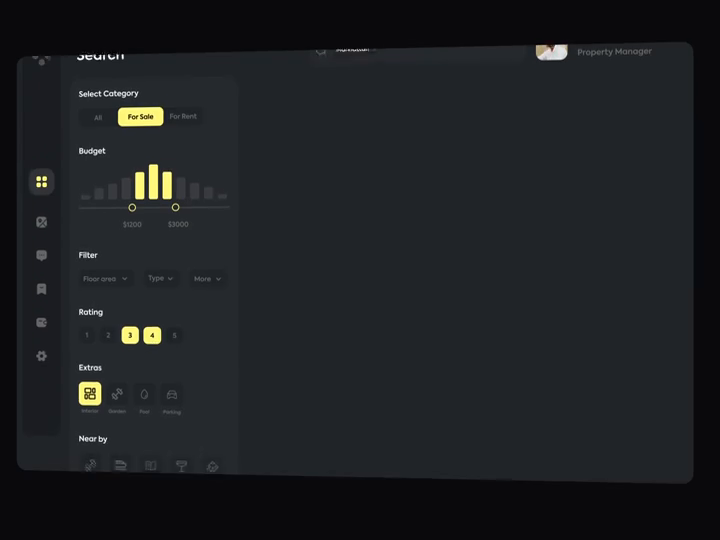 Search
Manhattan
Property Manager
Select Category
All
For Sale
For Rent
Budget
$1200
$3000
Filter
Floor area
Type
More
Rating
1 2 3 4 5
Extras
Interior
Garden
Pool
Parking
Near by